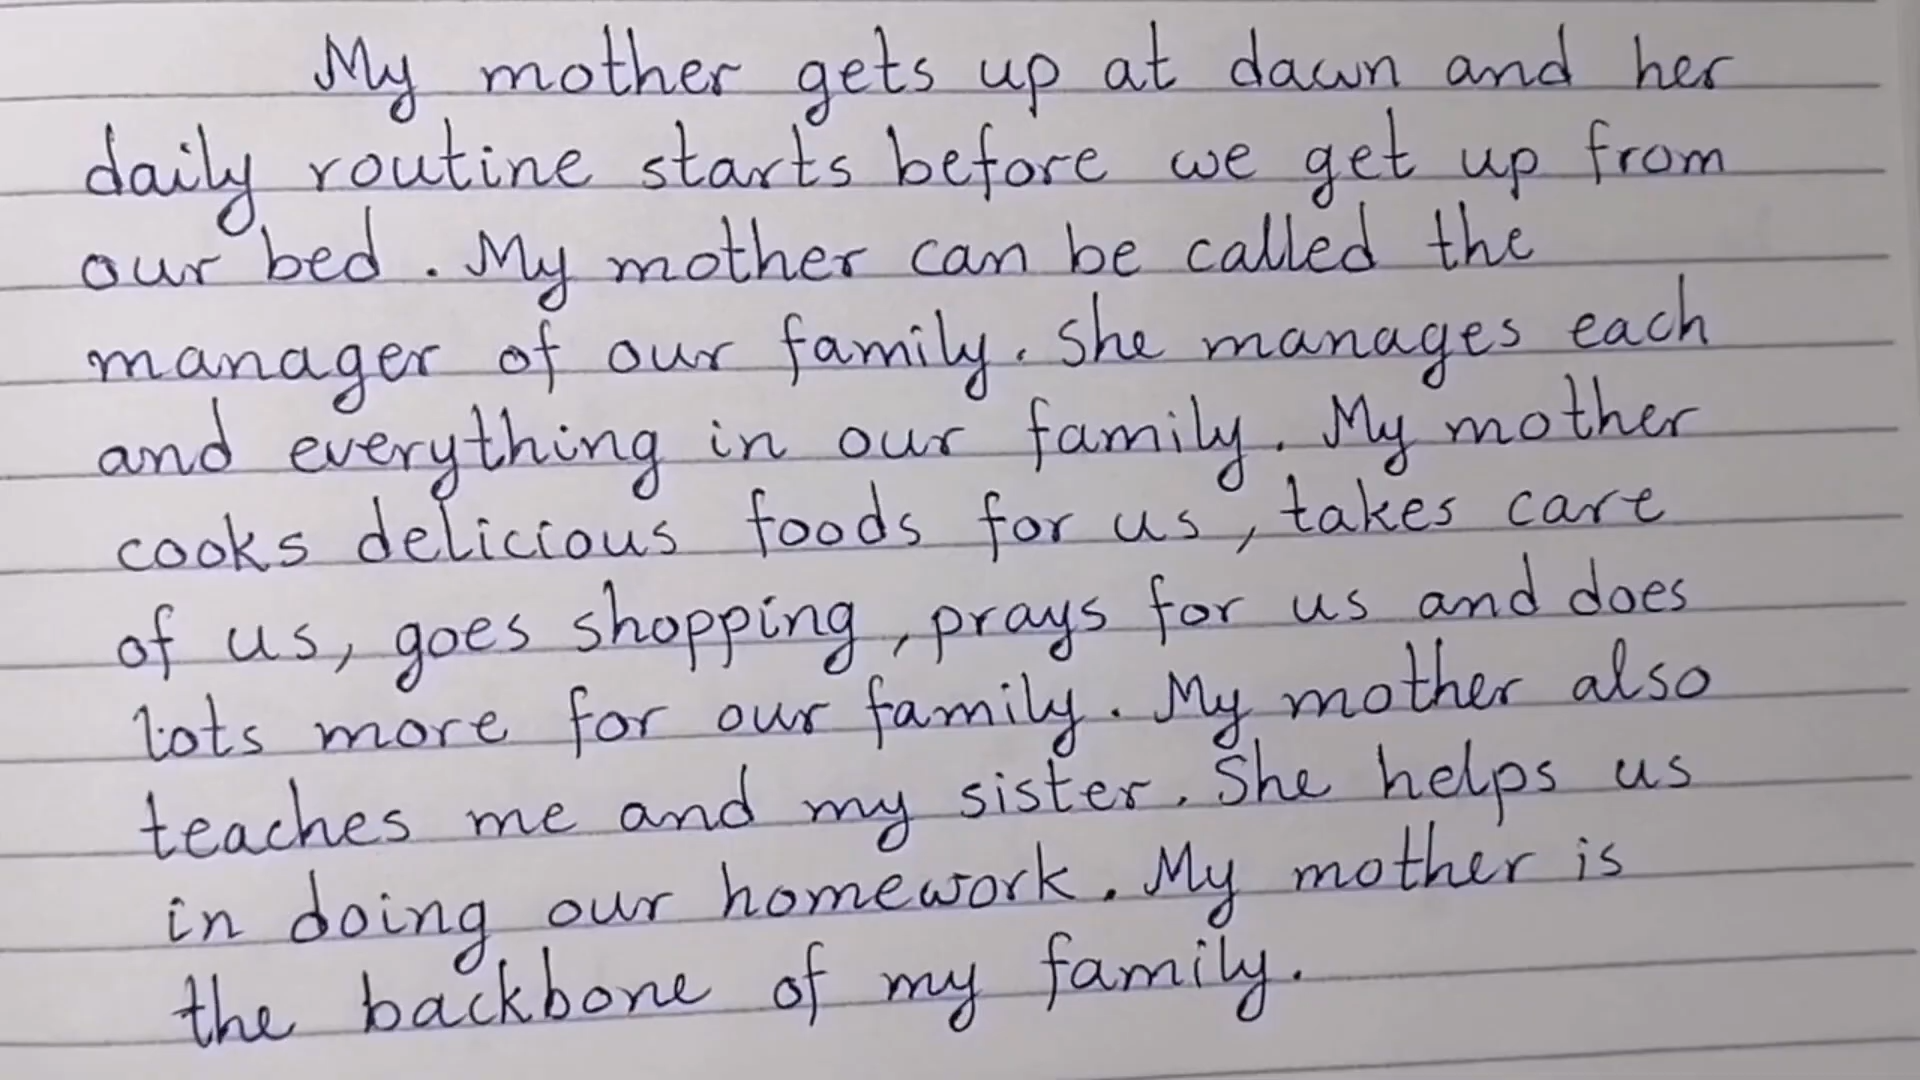 My mother gets up at dawn and her
daily routine starts before we get up from
our bed. My mother can be called the
manager of our family. She manages each
and everything in our family. My mother
cooks delicious foods for us, takes care
of us, goes shopping, prays for us and does
lots more for our family. My mother also
teaches me and my sister. She helps us
in doing our homework. My mother is
the backbone of my family.